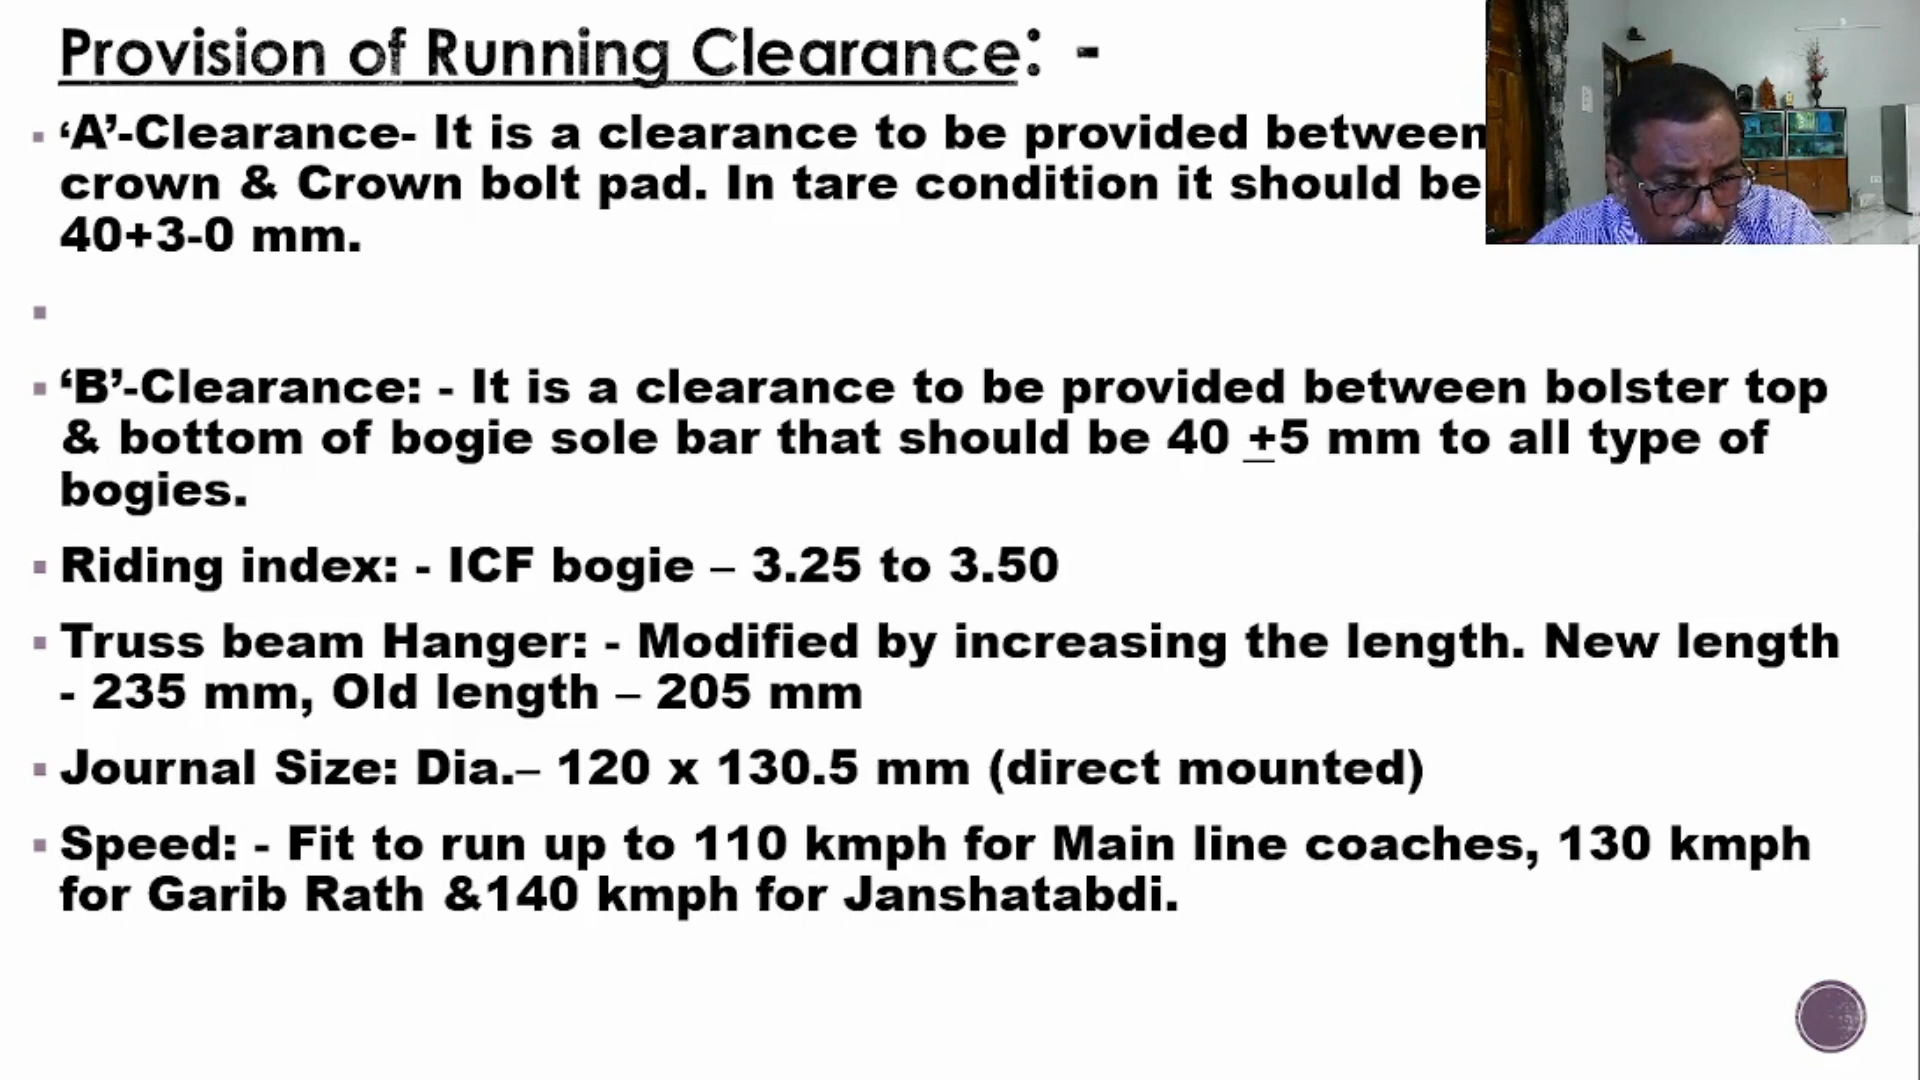 Provision of Running Clearance: -
‘A’-Clearance- It is a clearance to be provided between
crown & Crown bolt pad. In tare condition it should be
40+3-0 mm.
‘B’-Clearance: - It is a clearance to be provided between bolster top
& bottom of bogie sole bar that should be 40 +5 mm to all type of
bogies.
Riding index: - ICF bogie – 3.25 to 3.50
Truss beam Hanger: - Modified by increasing the length. New length
- 235 mm, Old length – 205 mm
Journal Size: Dia.– 120 x 130.5 mm (direct mounted)
Speed: - Fit to run up to 110 kmph for Main line coaches, 130 kmph
for Garib Rath &140 kmph for Janshatabdi.